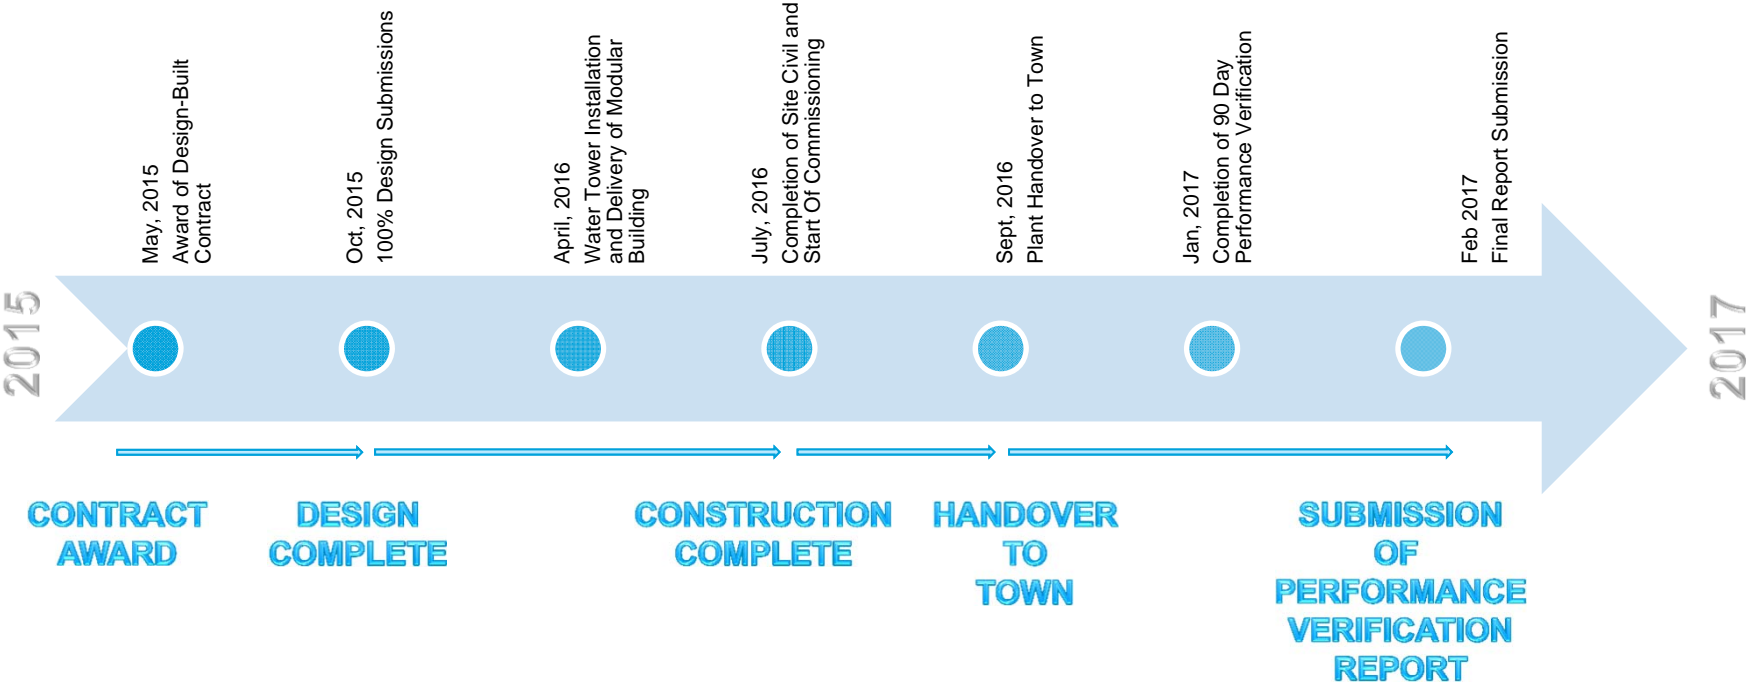 2015
May, 2015
Award of Design-Built
Contract
Oct, 2015
100% Design Submissions
April, 2016
Water Tower Installation
and Delivery of Modular
Building
July, 2016
Completion of Site Civil and
Start Of Commissioning
Sept, 2016
Plant Handover to Town
Jan, 2017
Completion of 90 Day
Performance Verification
Feb 2017
Final Report Submission
2017
CONTRACT
AWARD
DESIGN
COMPLETE
CONSTRUCTION
COMPLETE
HANDOVER
TO
TOWN
SUBMISSION
OF
PERFORMANCE
VERIFICATION
REPORT